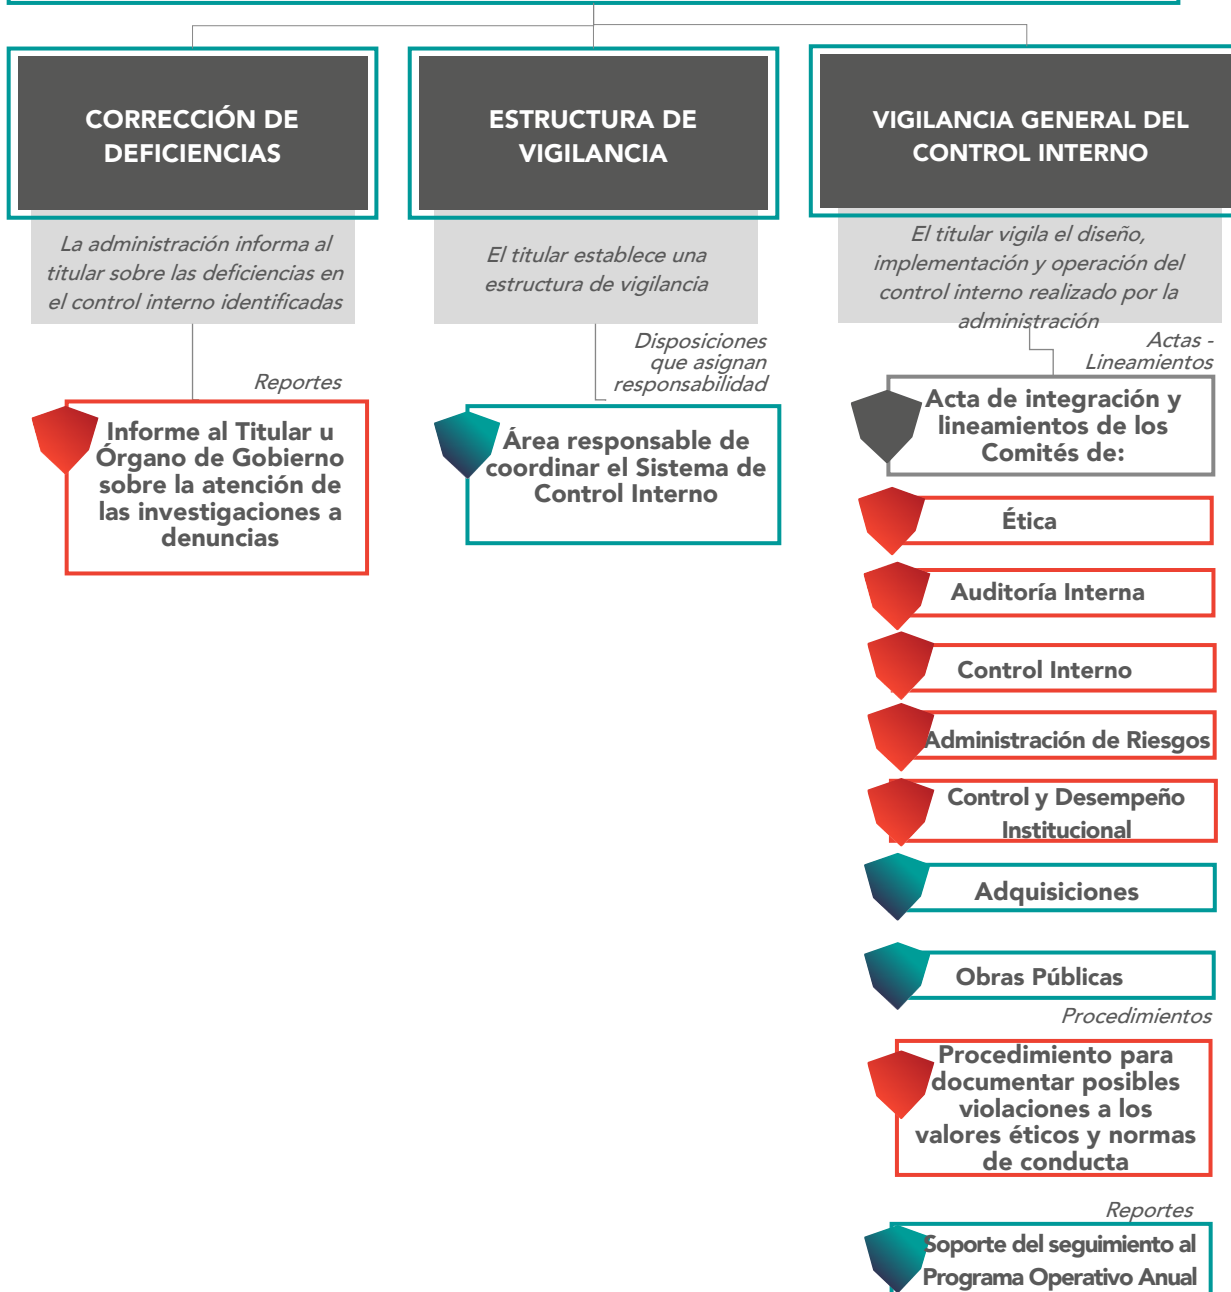 CORRECCIÓN DE
DEFICIENCIAS
La administración informa al
titular sobre las deficiencias en
el control interno identificadas
Reportes
Informe al Titular u
Órgano de Gobierno
sobre la atención de
las investigaciones a
denuncias
ESTRUCTURA DE
VIGILANCIA
El titular establece una
estructura de vigilancia
Disposiciones
que asignan
responsabilidad
Área responsable de
coordinar el Sistema de
Control Interno
VIGILANCIA GENERAL DEL
CONTROL INTERNO
El titular vigila el diseño,
implementación y operación del
control interno realizado por la
administración
Actas -
Lineamientos
Acta de integración y
lineamientos de los
Comités de:
Ética
Auditoría Interna
Control Interno
Administración de Riesgos
Control y Desempeño
Institucional
Adquisiciones
Obras Públicas
Procedimientos
Procedimiento para
documentar posibles
violaciones a los
valores éticos y normas
de conducta
Reportes
Soporte del seguimiento al
Programa Operativo Anual